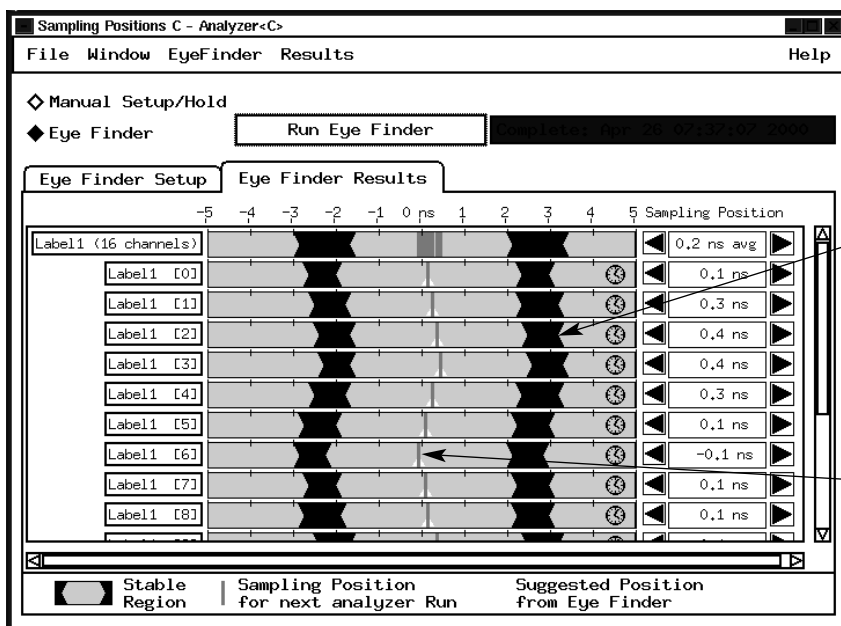 Sampling Positions C - Analyzer<C>
File Window EyeFinder Results Help
Manual Setup/Hold
Eye Finder Run Eye Finder Complete: Apr 26 07:37:07 2000
Eye Finder Setup Eye Finder Results
-5 -4 -3 -2 -1 0 ns 1 2 3 4 5 Sampling Position
Label1 (16 channels) 0.2 ns avg
Label1 [0] 0.1 ns
Label1 [1] 0.3 ns
Label1 [2] 0.4 ns
Label1 [3] 0.4 ns
Label1 [4] 0.3 ns
Label1 [5] 0.1 ns
Label1 [6] -0.1 ns
Label1 [7] 0.1 ns
Label1 [8] 0.1 ns
Stable Sampling Position Suggested Position
Region for next analyzer Run from Eye Finder